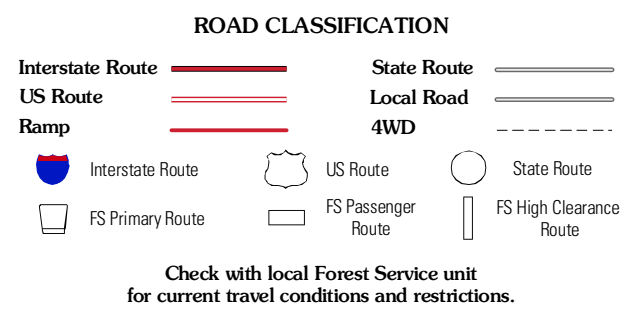 ROAD CLASSIFICATION
Interstate Route
State Route
US Route
Local Road
Ramp
4WD
Interstate Route
US Route
State Route
FS Primary Route
FS Passenger
Route
FS High Clearance
Route
Check with local Forest Service unit
for current travel conditions and restrictions.